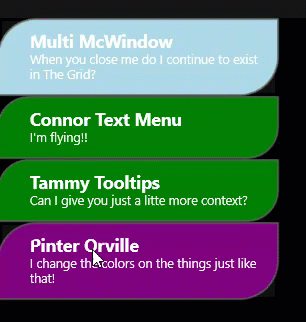 Multi McWindow
When you close me do I continue to exist
in The Grid?
Connor Text Menu
I'm flying!!
Tammy Tooltips
Can I give you just a litte more context?
Pinter Orville
I change the colors on the things just like
that!